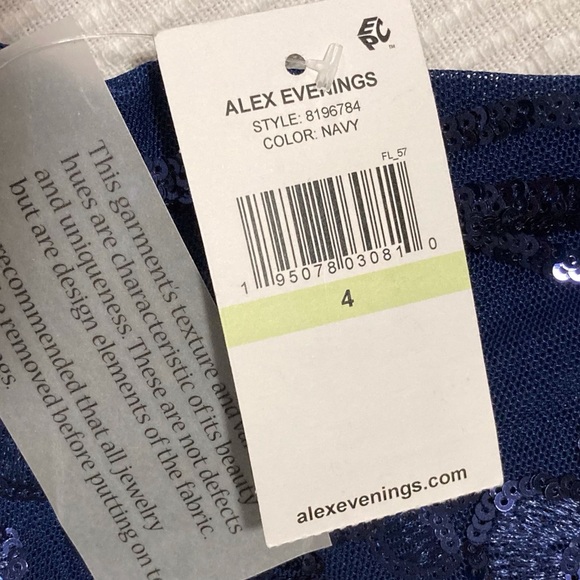 EPC™
ALEX EVENINGS
STYLE: 8196784
COLOR: NAVY
FL_57
1 95078 03081 0
4
alexevenings.com
This garment's texture and
hues are characteristic of its beauty
and uniqueness. These are not defects
but are design elements of the fabric
recommended that all jewelry
removed before putting on